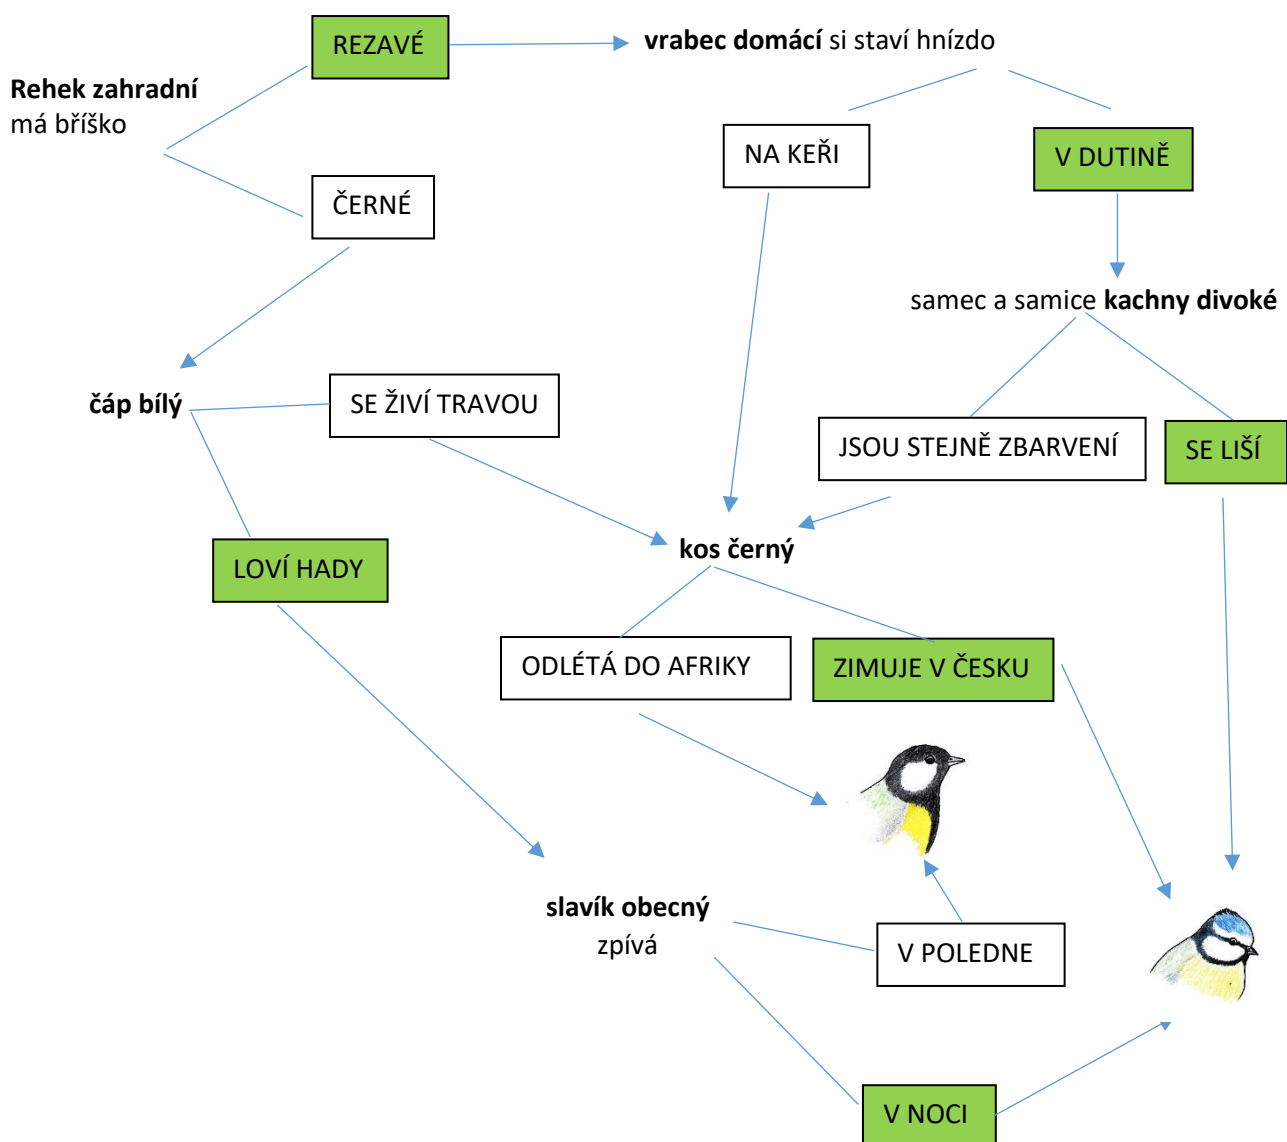 REZAVÉ
vrabec domácí si staví hnízdo
Rehek zahradní
má bříško
NA KEŘI
V DUTINĚ
ČERNÉ
samec a samice kachny divoké
čáp bílý
SE ŽIVÍ TRAVOU
JSOU STEJNĚ ZBARVENÍ
SE LIŠÍ
kos černý
LOVÍ HADY
ODLÉTÁ DO AFRIKY
ZIMUJE V ČESKU
slavík obecný
zpívá
V POLEDNE
V NOCI